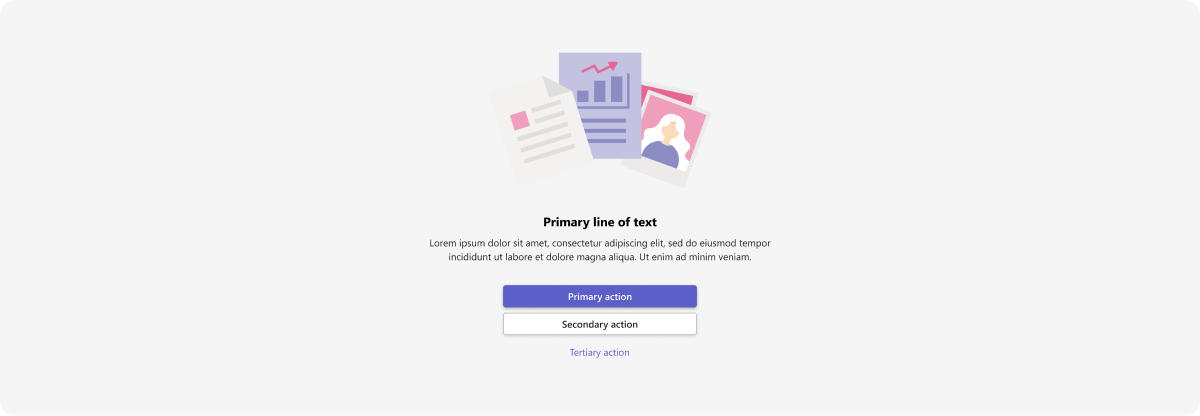 Primary line of text
Lorem ipsum dolor sit amet, consectetur adipiscing elit, sed do eiusmod tempor
incididunt ut labore et dolore magna aliqua. Ut enim ad minim veniam.
Primary action
Secondary action
Tertiary action